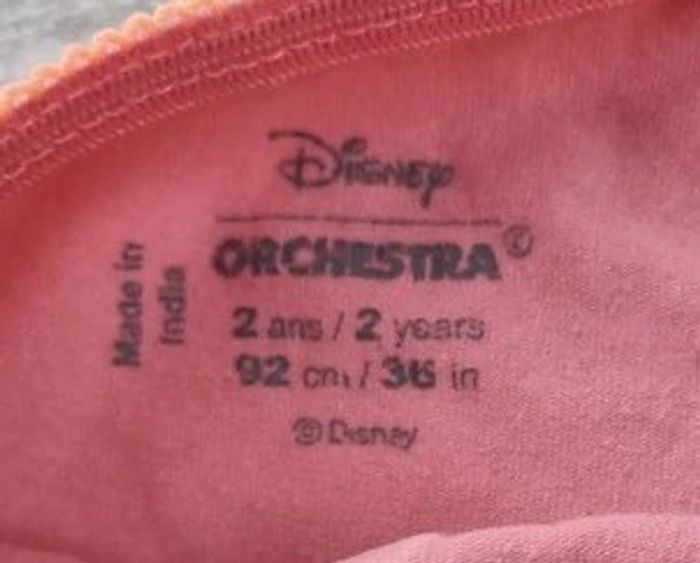 Disney
ORCHESTRA©
Made in
India
2 ans / 2 years
92 cm / 36 in
© Disney